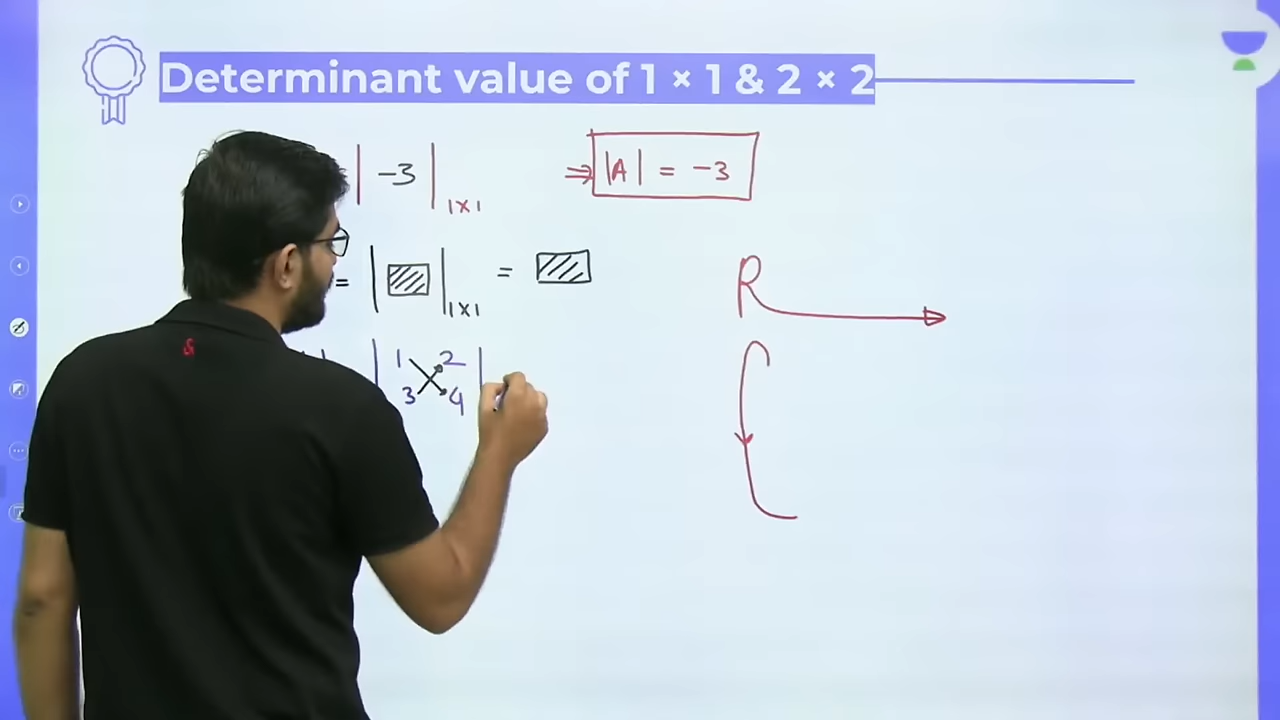 Determinant value of 1 × 1 & 2 × 2
| -3 | 1×1 ⇒ |A| = -3
= | | 1×1 =
R
| 1 2 |
3 4
C